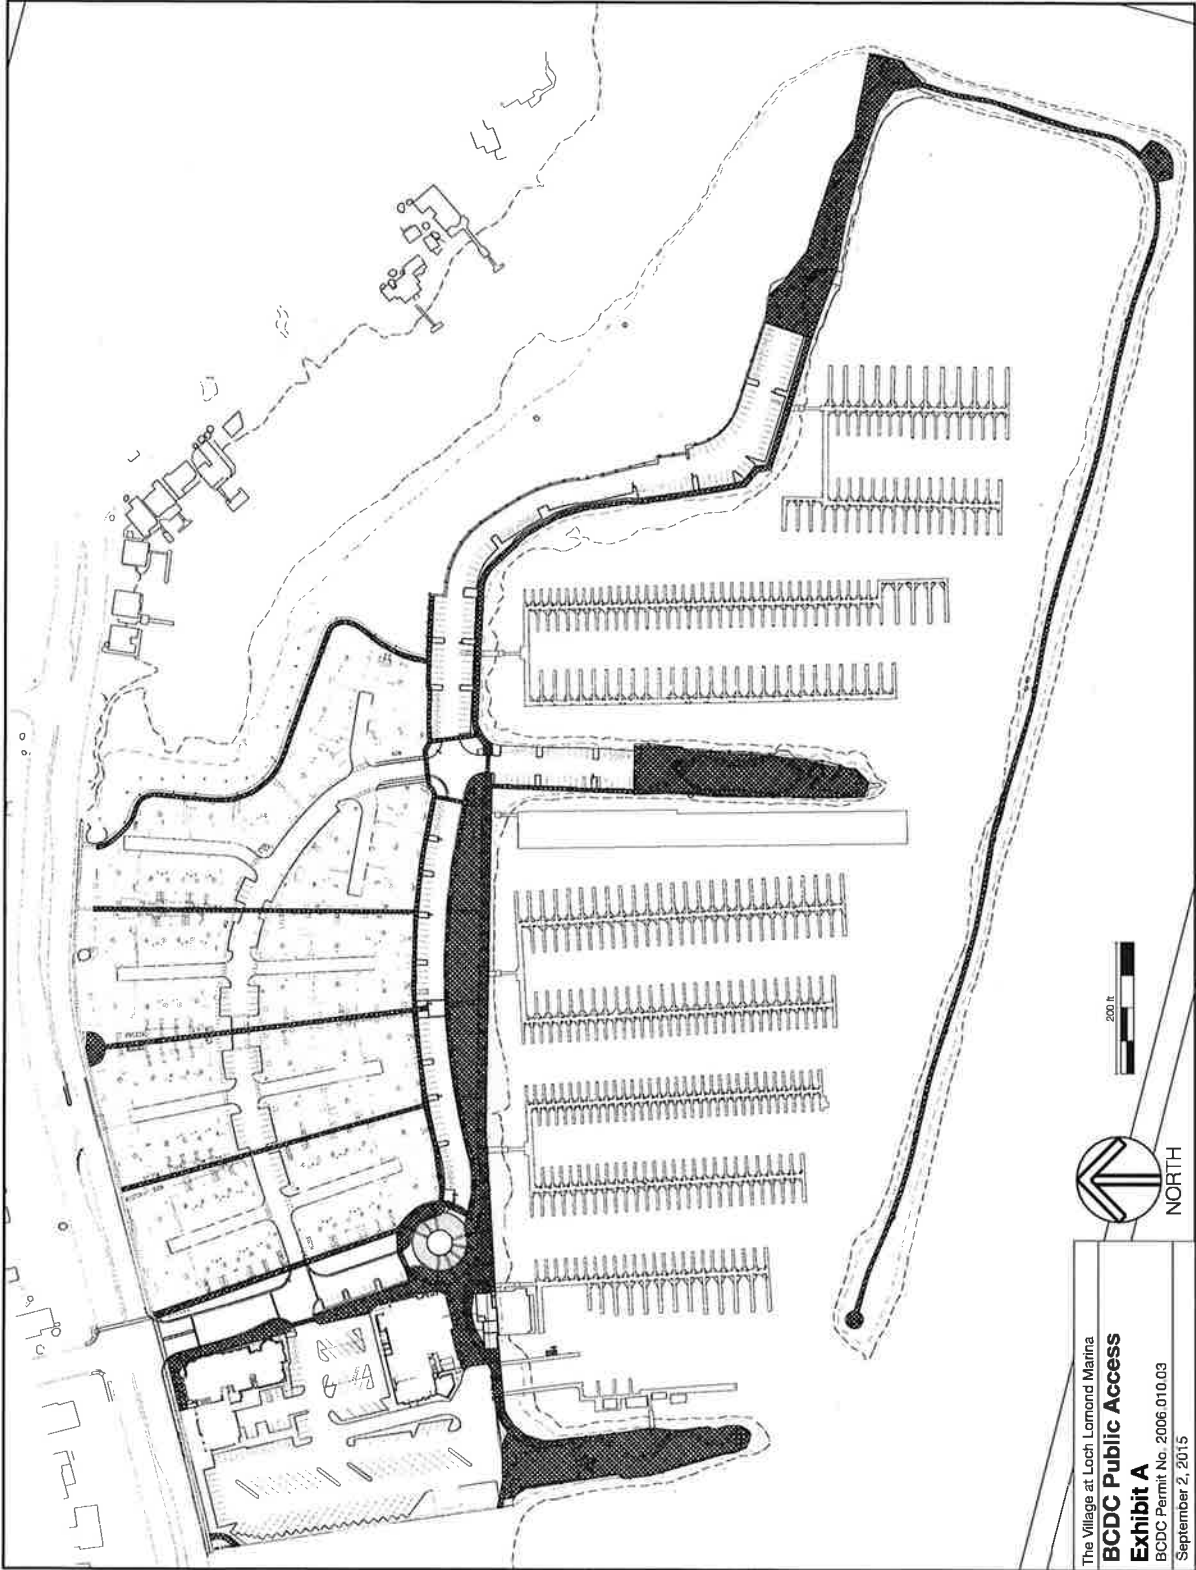 The Village at Loch Lomond Marina
BCDC Public Access
Exhibit A
BCDC Permit No. 2006.010.03
September 2, 2015
NORTH
200 ft